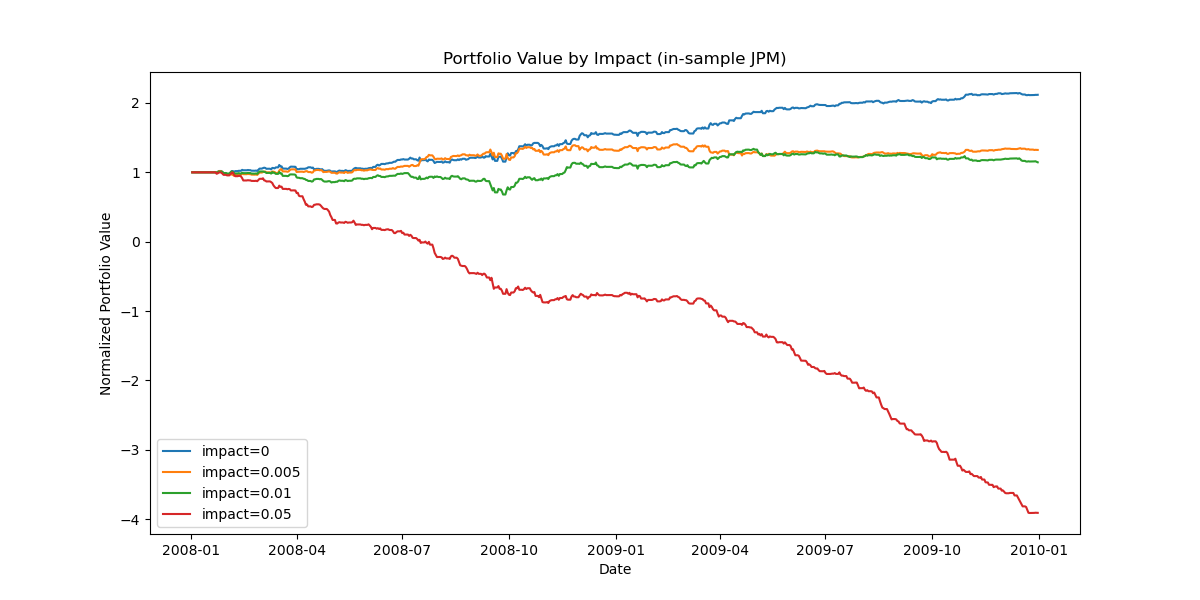 Portfolio Value by Impact (in-sample JPM)
Normalized Portfolio Value
2
1
0
−1
−2
−3
−4
impact=0
impact=0.005
impact=0.01
impact=0.05
2008-01 2008-04 2008-07 2008-10 2009-01 2009-04 2009-07 2009-10 2010-01
Date